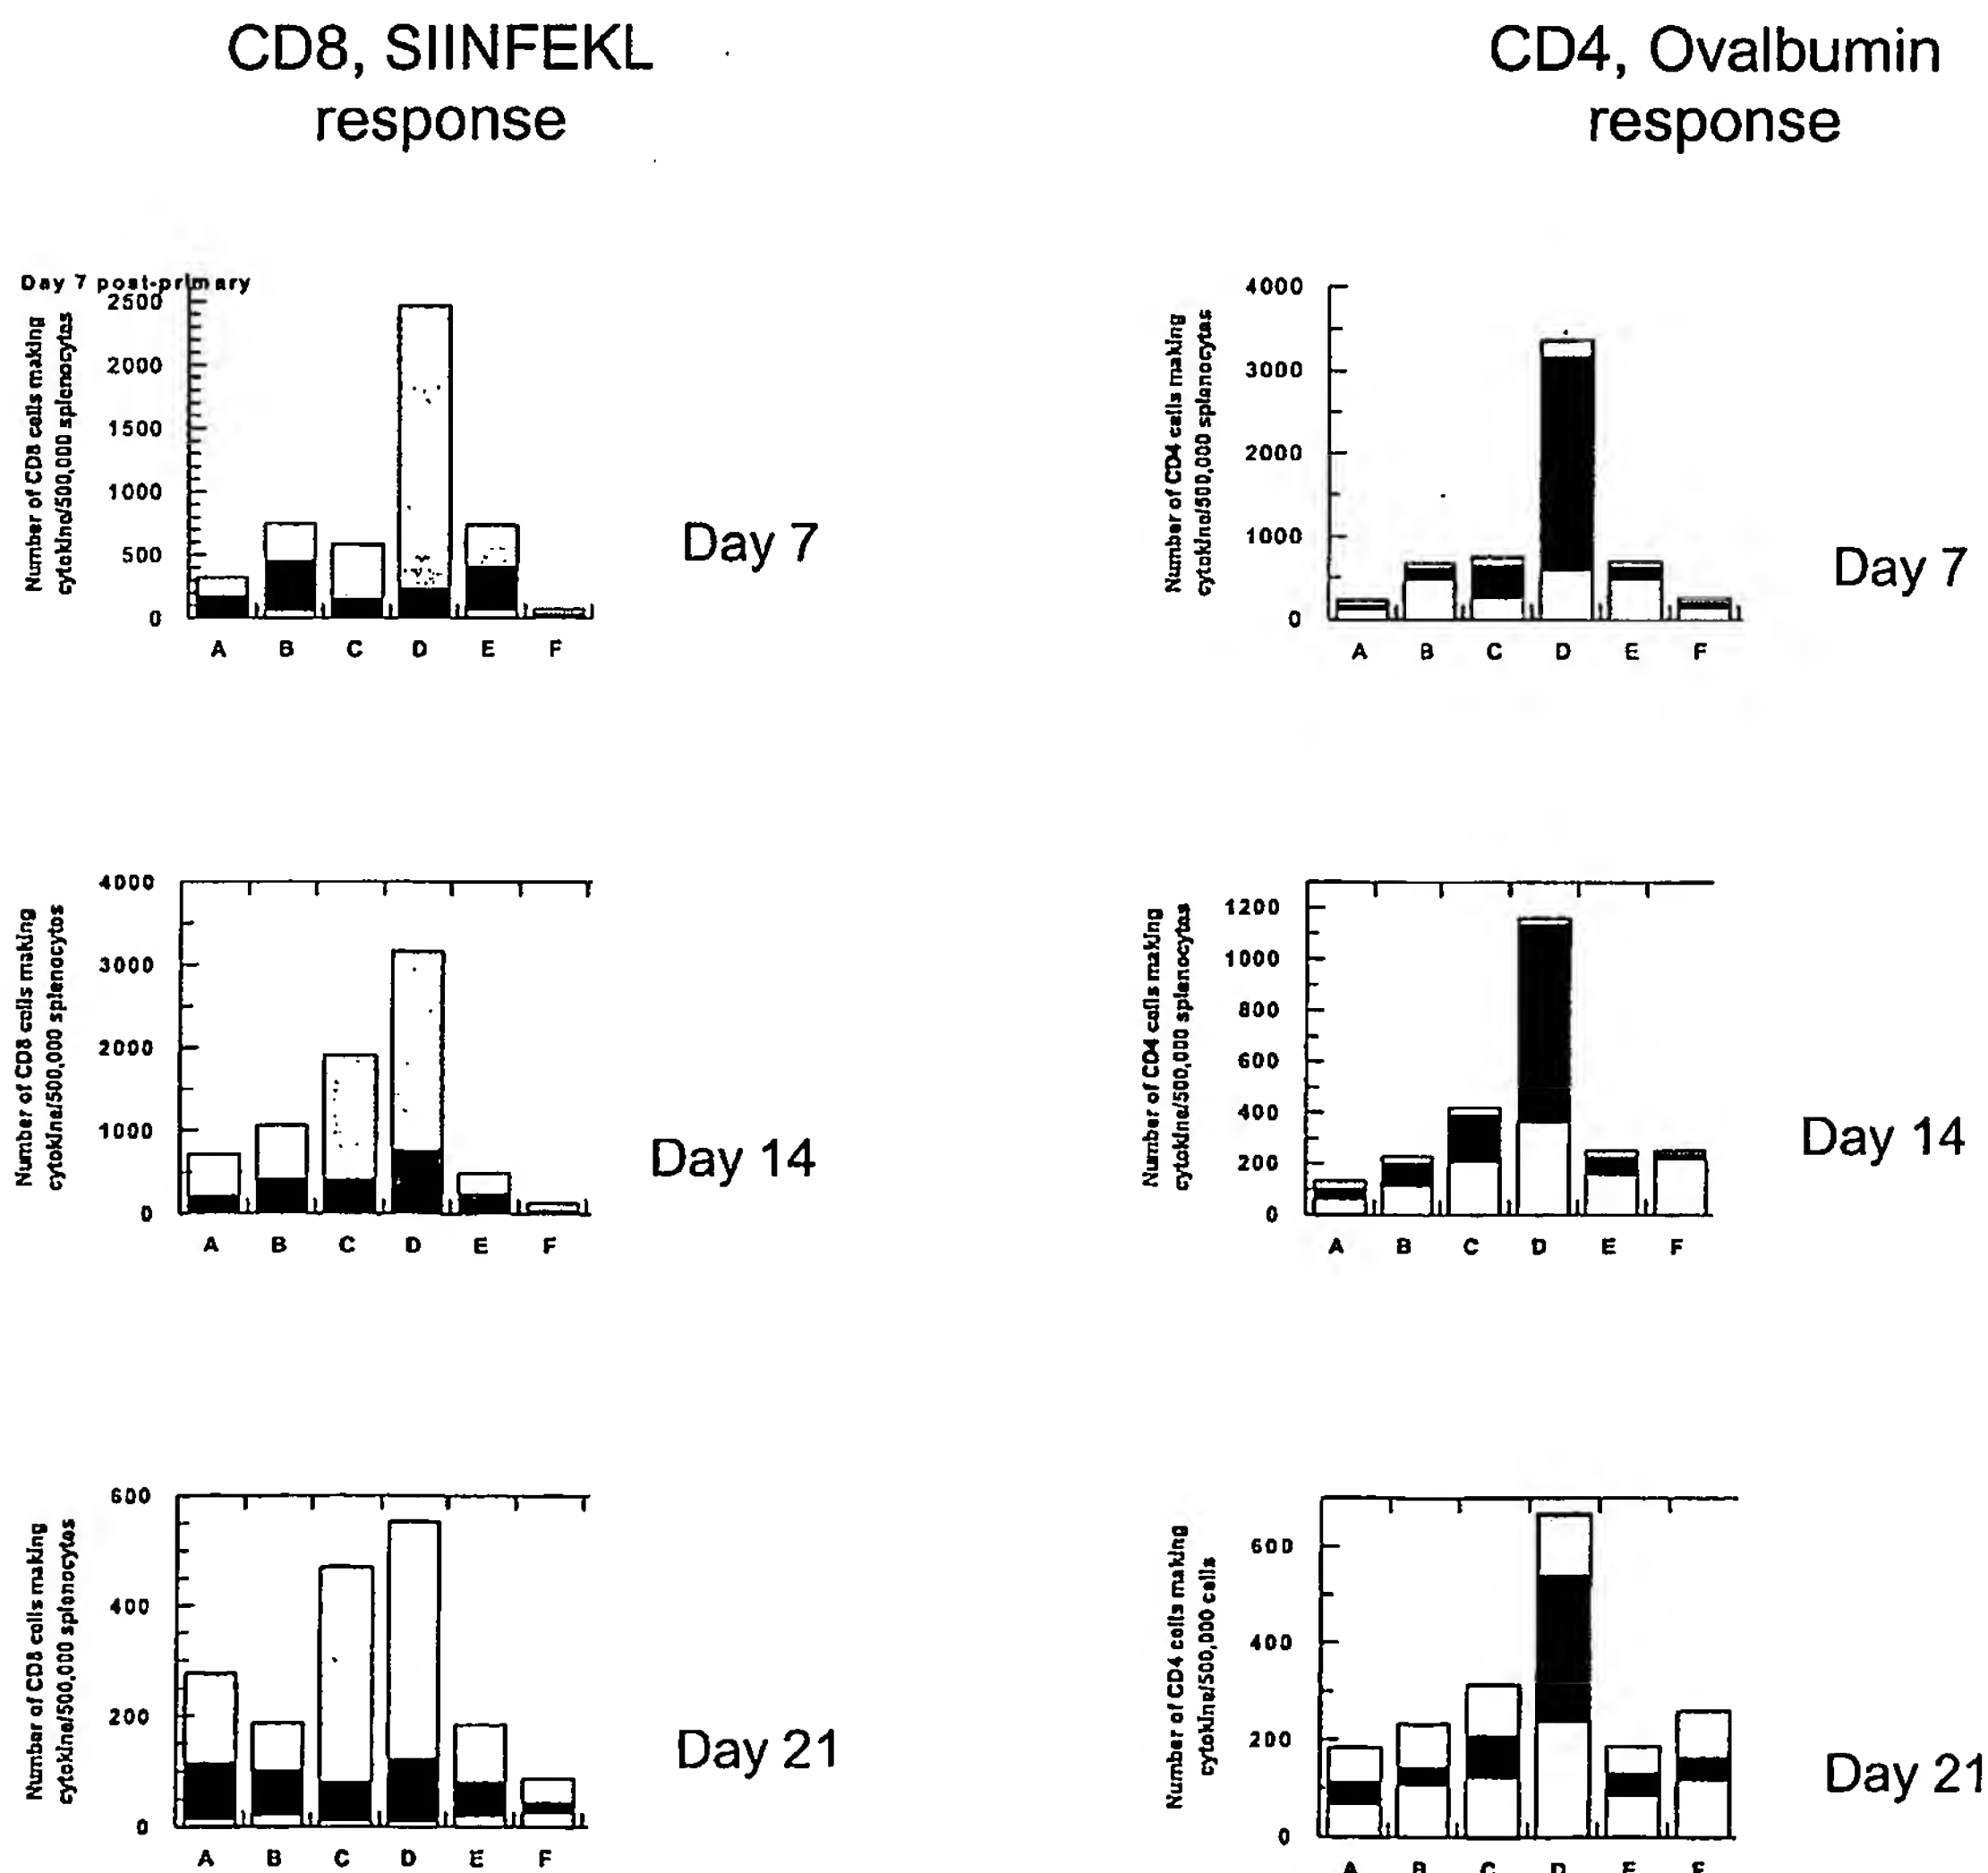 CD8, SIINFEKL
response
CD4, Ovalbumin
response
Day 7 post-primary
Number of CD8 cells making
cytokine/500,000 splenocytes
2500
2000
1500
1000
500
0
A B C D E F
Day 7
Number of CD4 cells making
cytokine/500,000 splenocytes
4000
3000
2000
1000
0
A B C D E F
Day 7
Number of CD8 cells making
cytokine/500,000 splenocytes
4000
3000
2000
1000
0
A B C D E F
Day 14
Number of CD4 cells making
cytokine/500,000 splenocytes
1200
1000
800
600
400
200
0
A B C D E F
Day 14
Number of CD8 cells making
cytokine/500,000 splenocytes
600
400
200
0
A B C D E F
Day 21
Number of CD4 cells making
cytokine/500,000 cells
600
400
200
0
A B C D E F
Day 21